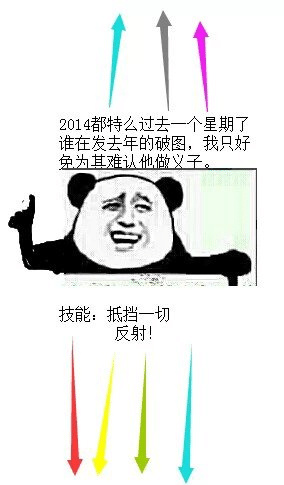 2014都特么过去一个星期了
谁在发去年的破图，我只好
免为其难认他做义子。
技能：抵挡一切
反射!